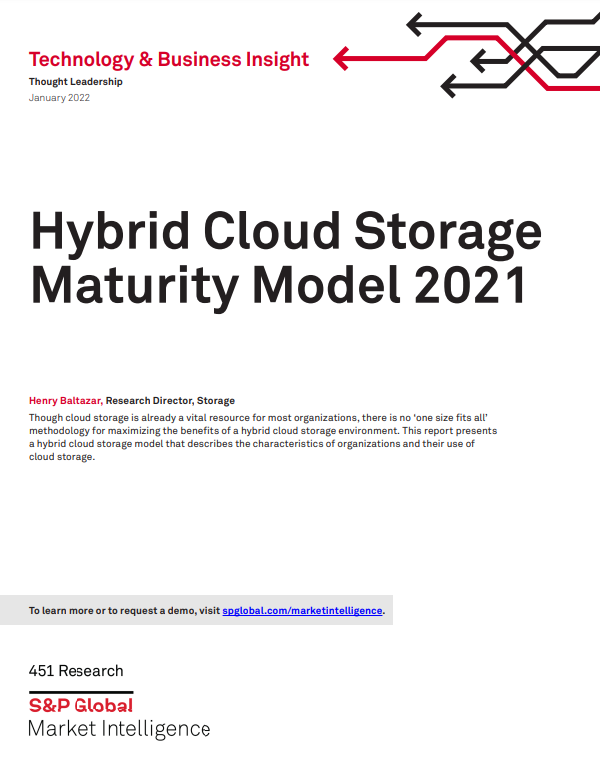 Technology & Business Insight
Thought Leadership
January 2022
Hybrid Cloud Storage
Maturity Model 2021
Henry Baltazar, Research Director, Storage
Though cloud storage is already a vital resource for most organizations, there is no ‘one size fits all’
methodology for maximizing the benefits of a hybrid cloud storage environment. This report presents
a hybrid cloud storage model that describes the characteristics of organizations and their use of
cloud storage.
To learn more or to request a demo, visit spglobal.com/marketintelligence.
451 Research
S&P Global
Market Intelligence